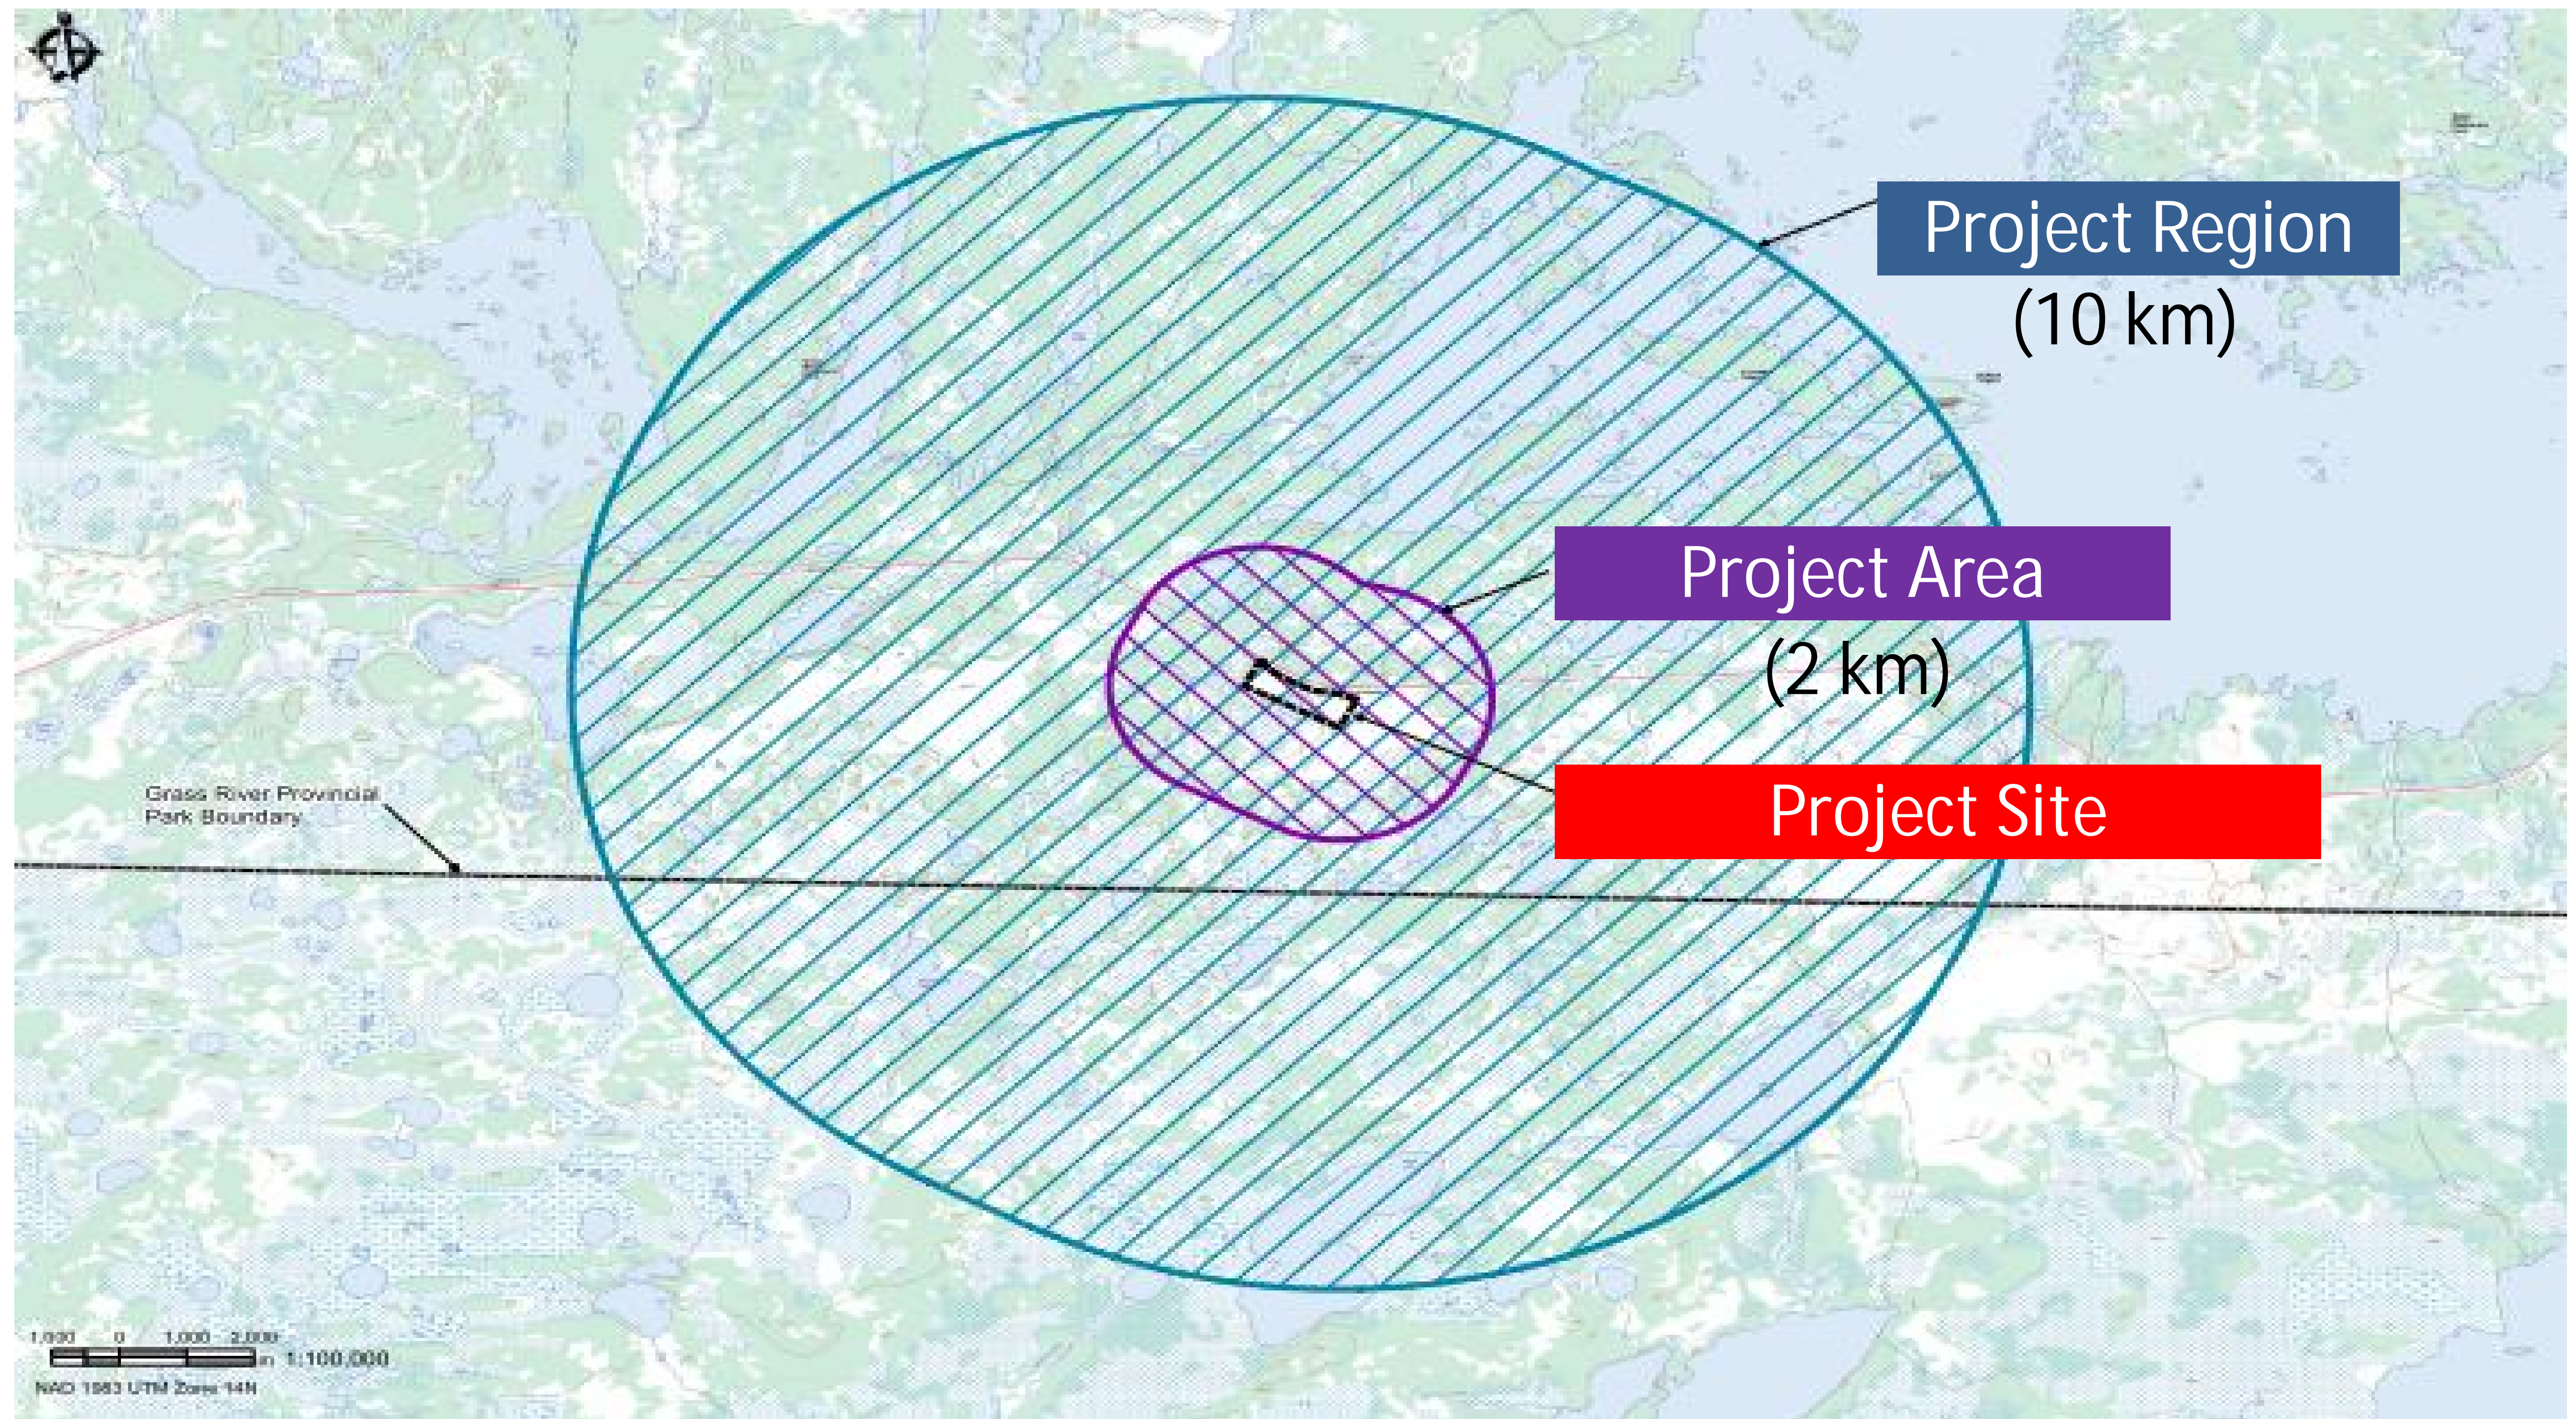 Project Region
(10 km)
Project Area
(2 km)
Project Site
Grass River Provincial
Park Boundary
1,000 0 1,000 2,000
m 1:100,000
NAD 1983 UTM Zone 14N